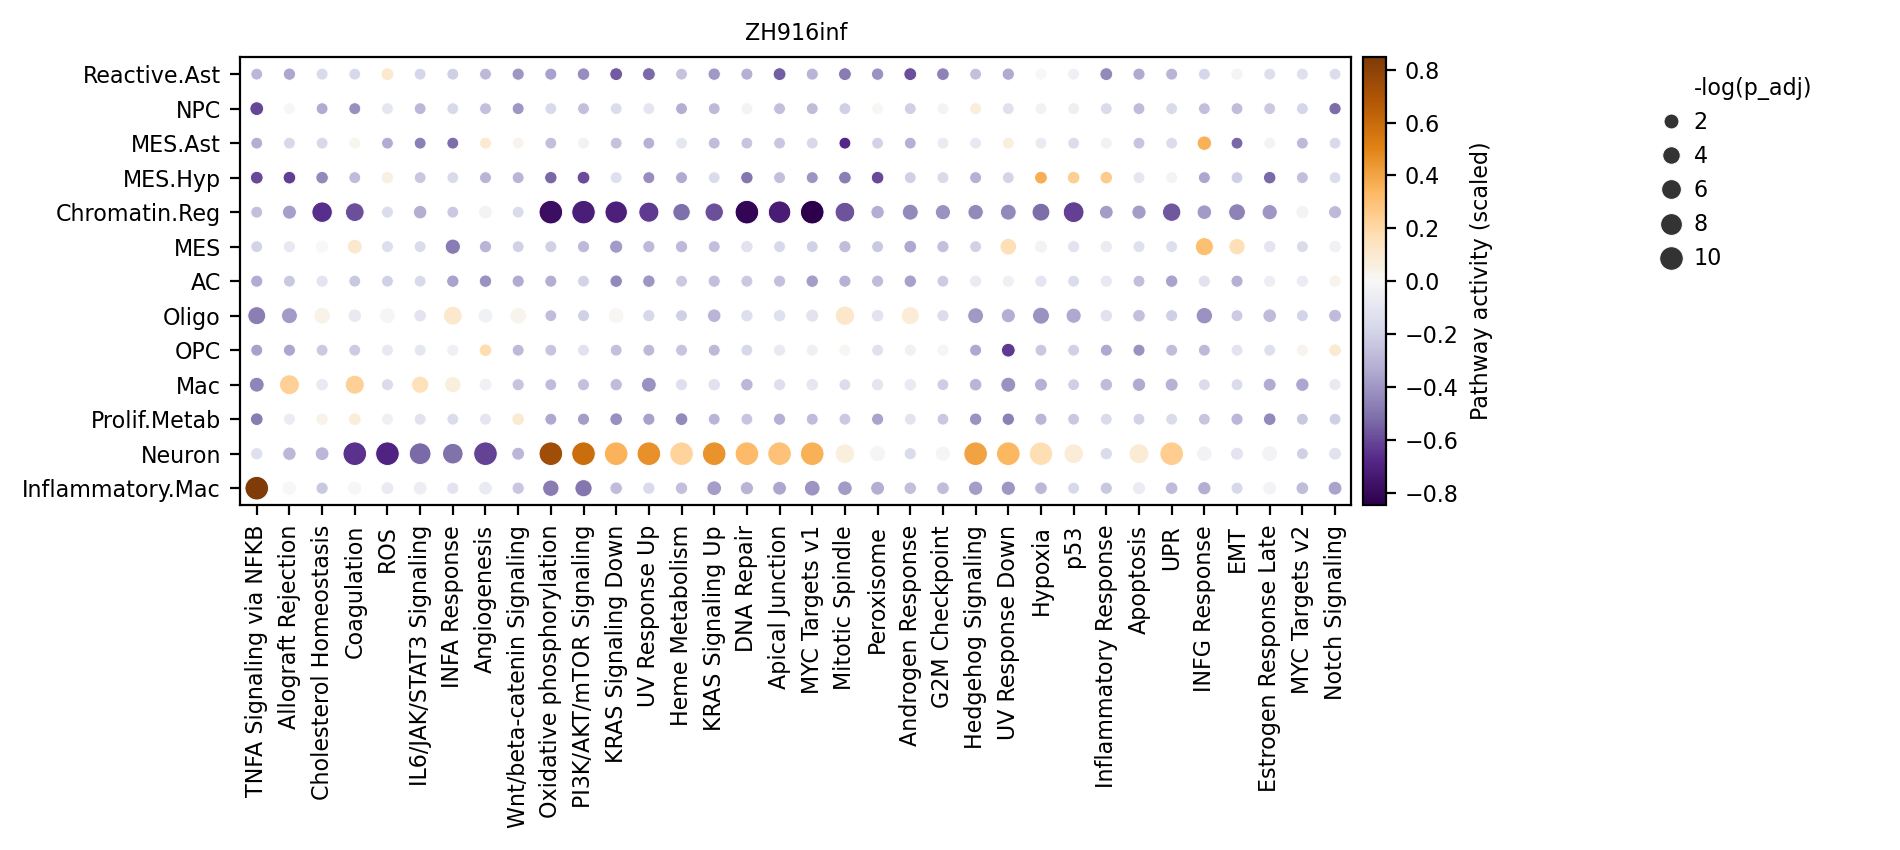 ZH916inf
Reactive.Ast
NPC
MES.Ast
MES.Hyp
Chromatin.Reg
MES
AC
Oligo
OPC
Mac
Prolif.Metab
Neuron
Inflammatory.Mac
TNFA Signaling via NFKB
Allograft Rejection
Cholesterol Homeostasis
Coagulation
ROS
IL6/JAK/STAT3 Signaling
INFA Response
Angiogenesis
Wnt/beta-catenin Signaling
Oxidative phosphorylation
PI3K/AKT/mTOR Signaling
KRAS Signaling Down
UV Response Up
Heme Metabolism
KRAS Signaling Up
DNA Repair
Apical Junction
MYC Targets v1
Mitotic Spindle
Peroxisome
Androgen Response
G2M Checkpoint
Hedgehog Signaling
UV Response Down
Hypoxia
p53
Inflammatory Response
Apoptosis
UPR
INFG Response
EMT
Estrogen Response Late
MYC Targets v2
Notch Signaling
0.8
0.6
0.4
0.2
0.0
−0.2
−0.4
−0.6
−0.8
Pathway activity (scaled)
-log(p_adj)
2
4
6
8
10